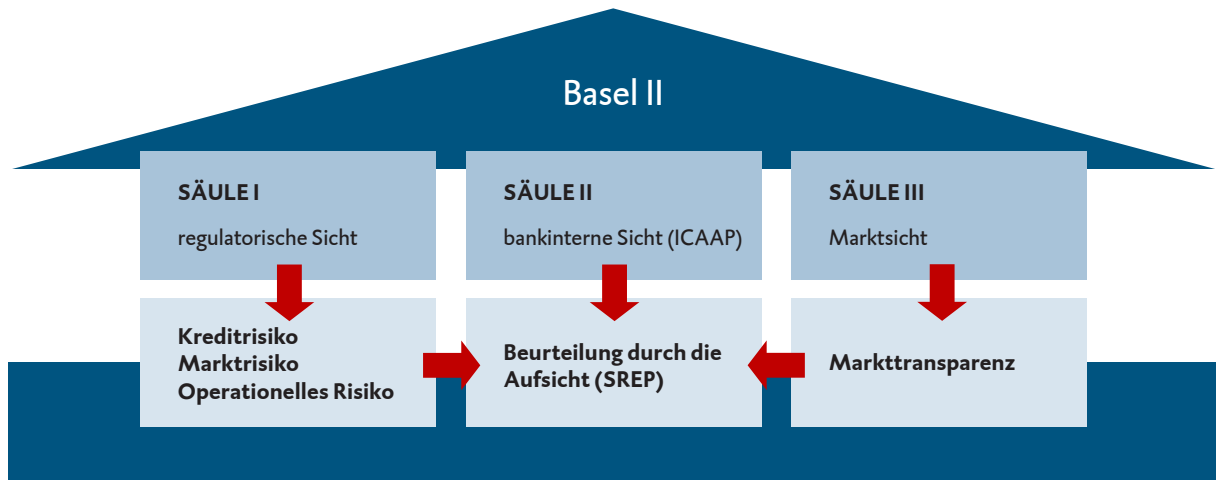 Basel II
SÄULE I
regulatorische Sicht
SÄULE II
bankinterne Sicht (ICAAP)
SÄULE III
Marktsicht
Kreditrisiko
Marktrisiko
Operationelles Risiko
Beurteilung durch die
Aufsicht (SREP)
Markttransparenz